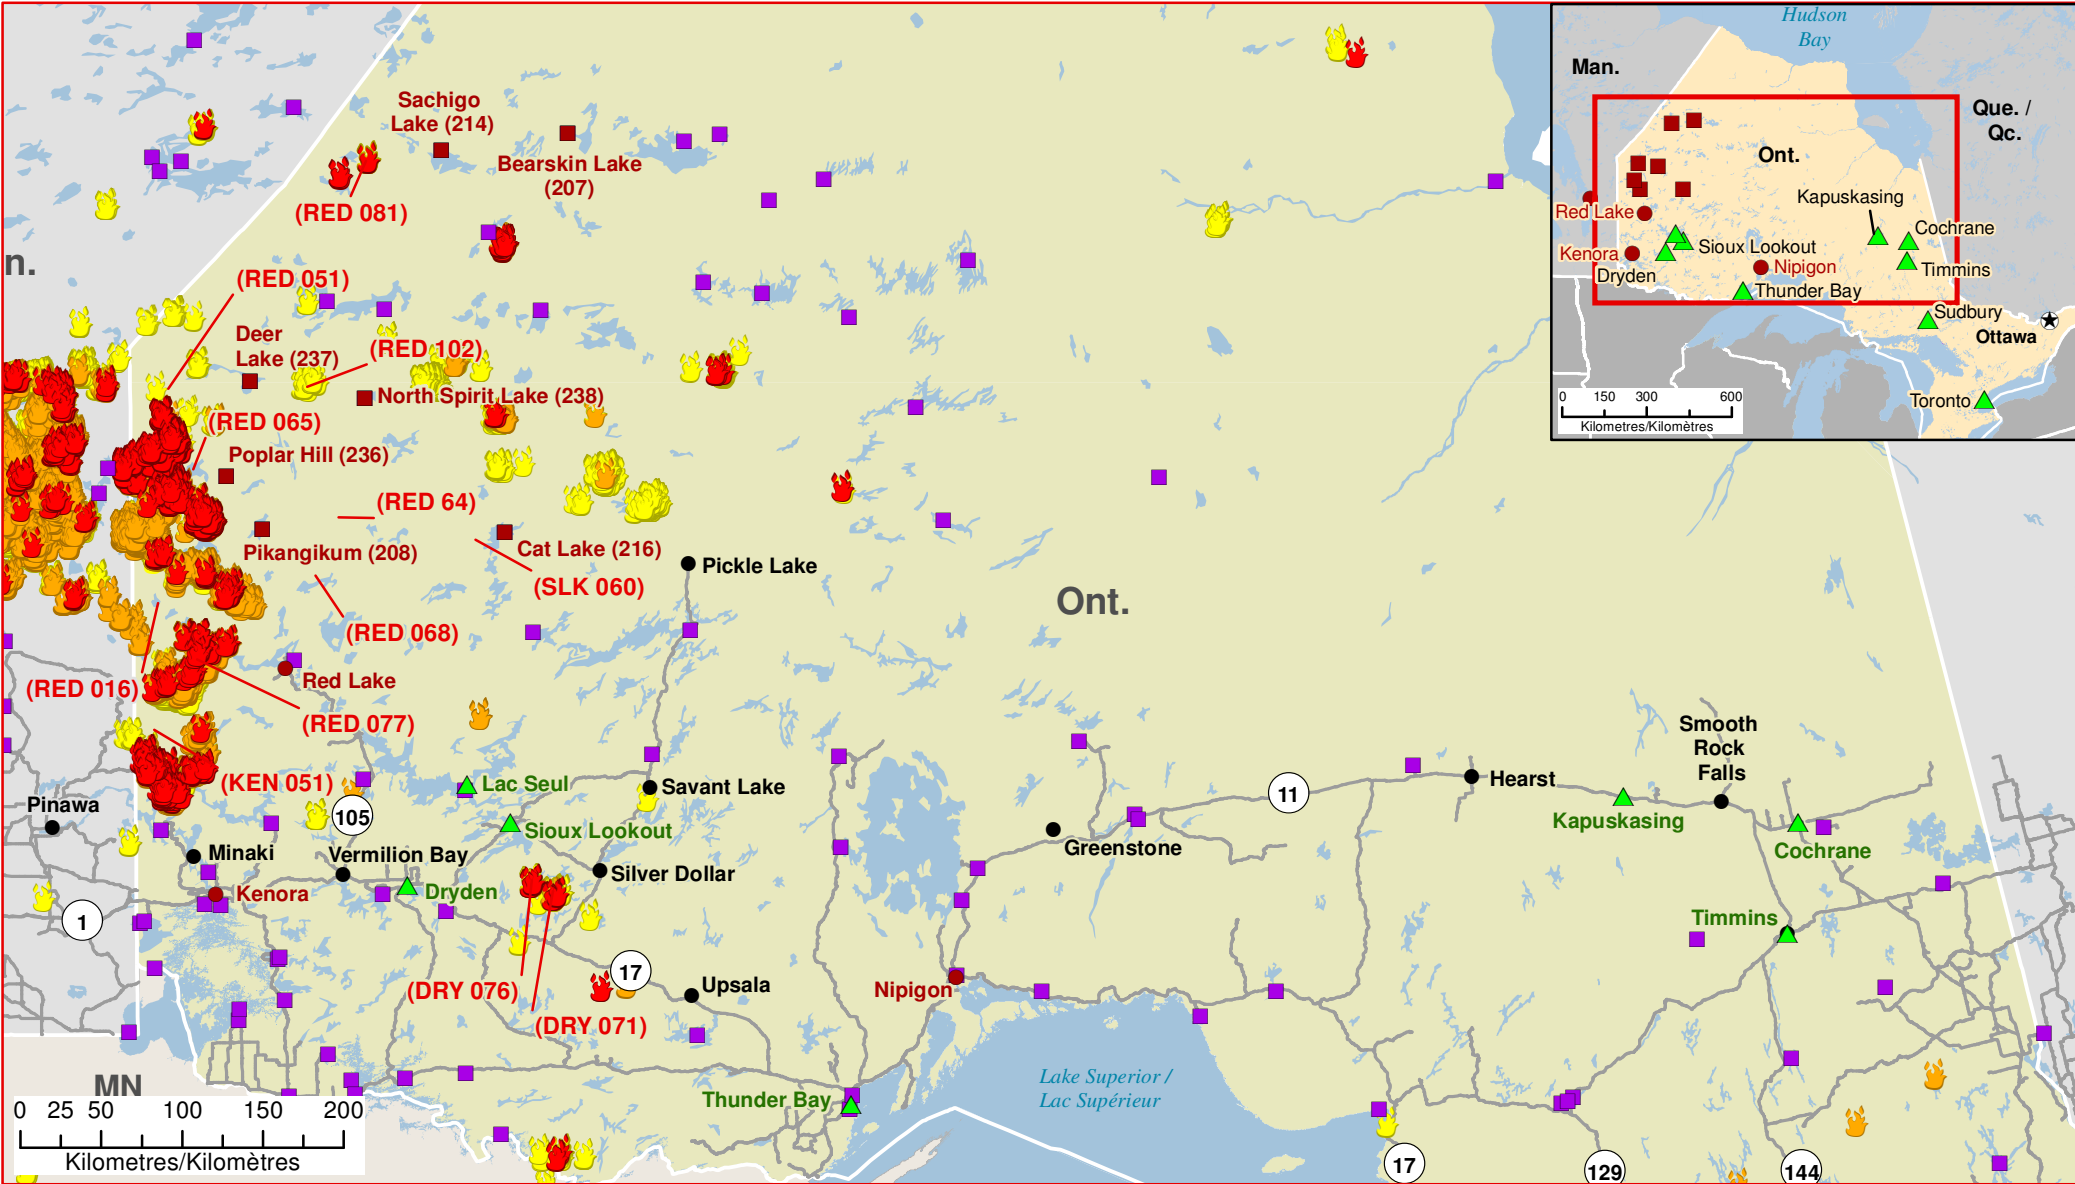 Hudson
Bay
Man.
Que. /
Qc.
Ont.
Kapuskasing
Red Lake
Cochrane
Sioux Lookout
Kenora
Nipigon
Timmins
Dryden
Thunder Bay
Sudbury
Ottawa
Toronto
0 150 300 600
Kilometres/Kilomètres
Sachigo
Lake (214)
Bearskin Lake
(207)
(RED 081)
n.
(RED 051)
Deer
Lake (237)
(RED 102)
North Spirit Lake (238)
(RED 065)
Poplar Hill (236)
(RED 64)
Pikangikum (208)
Cat Lake (216)
(SLK 060)
Pickle Lake
Ont.
(RED 068)
Red Lake
(RED 016)
(RED 077)
(KEN 051)
Lac Seul
Savant Lake
Pinawa
105
Sioux Lookout
Minaki
Vermilion Bay
Silver Dollar
Kenora
Dryden
1
(DRY 076)
17
Upsala
(DRY 071)
Nipigon
Greenstone
11
Hearst
Smooth
Rock
Falls
Kapuskasing
Cochrane
Timmins
MN
Thunder Bay
Lake Superior /
Lac Supérieur
0 25 50 100 150 200
Kilometres/Kilomètres
17
129
144